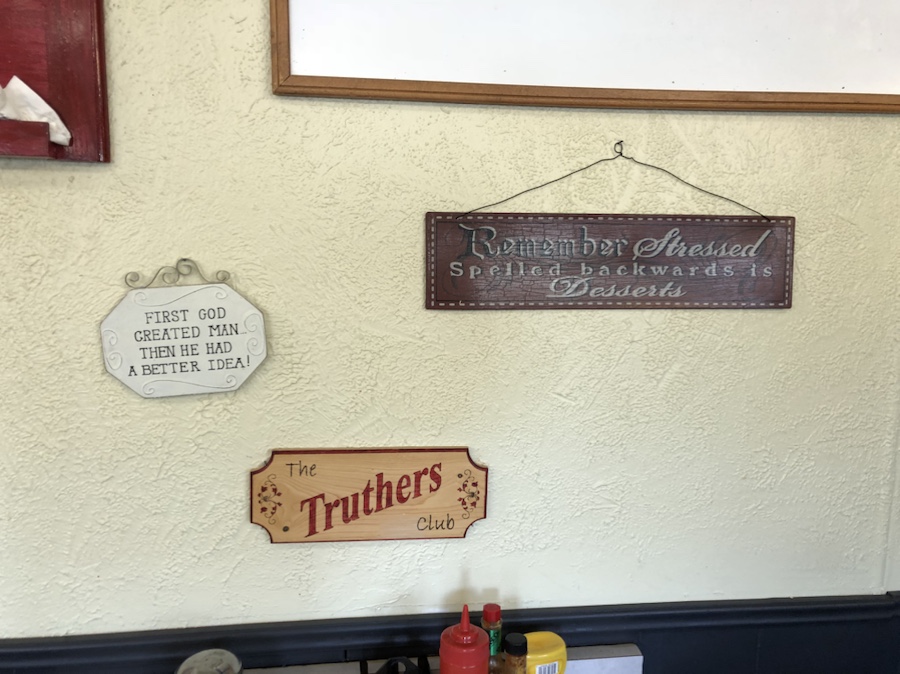 Remember Stressed
Spelled backwards is
Desserts
FIRST GOD
CREATED MAN...
THEN HE HAD
A BETTER IDEA!
The
Truthers
Club